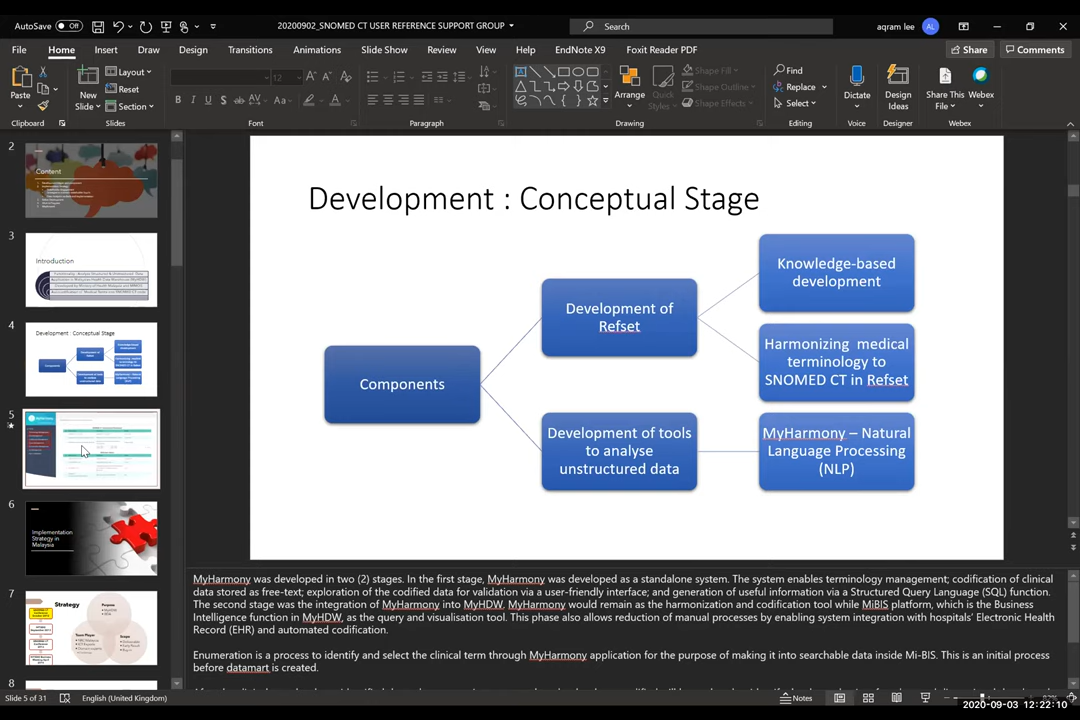 AutoSave Off
20200902_SNOMED CT USER REFERENCE SUPPORT GROUP
Search
aqram lee
AL
File Home Insert Draw Design Transitions Animations Slide Show Review View Help EndNote X9 Foxit Reader PDF
Share
Comments
Paste
New
Slide
Layout
Reset
Section
12
Arrange
Quick
Styles
Shape Fill
Shape Outline
Shape Effects
Find
Replace
Select
Dictate
Design
Ideas
Share This
File
Webex
Clipboard
Slides
Font
Paragraph
Drawing
Editing
Voice
Designer
Webex
2
Content
3
Introduction
4
Development : Conceptual Stage
5
6
Implementation
Strategy in
Malaysia
7
Strategy
8
Development : Conceptual Stage
Components
Development of
Refset
Knowledge-based
development
Harmonizing medical
terminology to
SNOMED CT in Refset
Development of tools
to analyse
unstructured data
MyHarmony – Natural
Language Processing
(NLP)
MyHarmony was developed in two (2) stages. In the first stage, MyHarmony was developed as a standalone system. The system enables terminology management; codification of clinical
data stored as free-text; exploration of the codified data for validation via a user-friendly interface; and generation of useful information via a Structured Query Language (SQL) function.
The second stage was the integration of MyHarmony into MyHDW. MyHarmony would remain as the harmonization and codification tool while MiBIS platform, which is the Business
Intelligence function in MyHDW, as the query and visualisation tool. This phase also allows reduction of manual processes by enabling system integration with hospitals' Electronic Health
Record (EHR) and automated codification.
Enumeration is a process to identify and select the clinical term through MyHarmony application for the purpose of making it into searchable data inside Mi-BIS. This is an initial process
before datamart is created.
Slide 5 of 31
English (United Kingdom)
Notes
2020-09-03 12:22:10